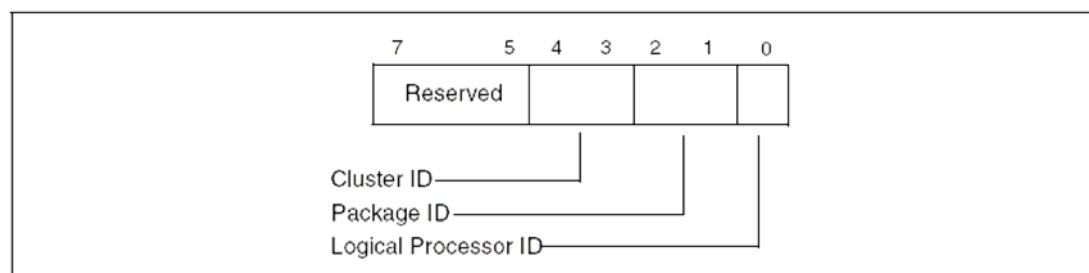 7 5 4 3 2 1 0
Reserved
Cluster ID
Package ID
Logical Processor ID